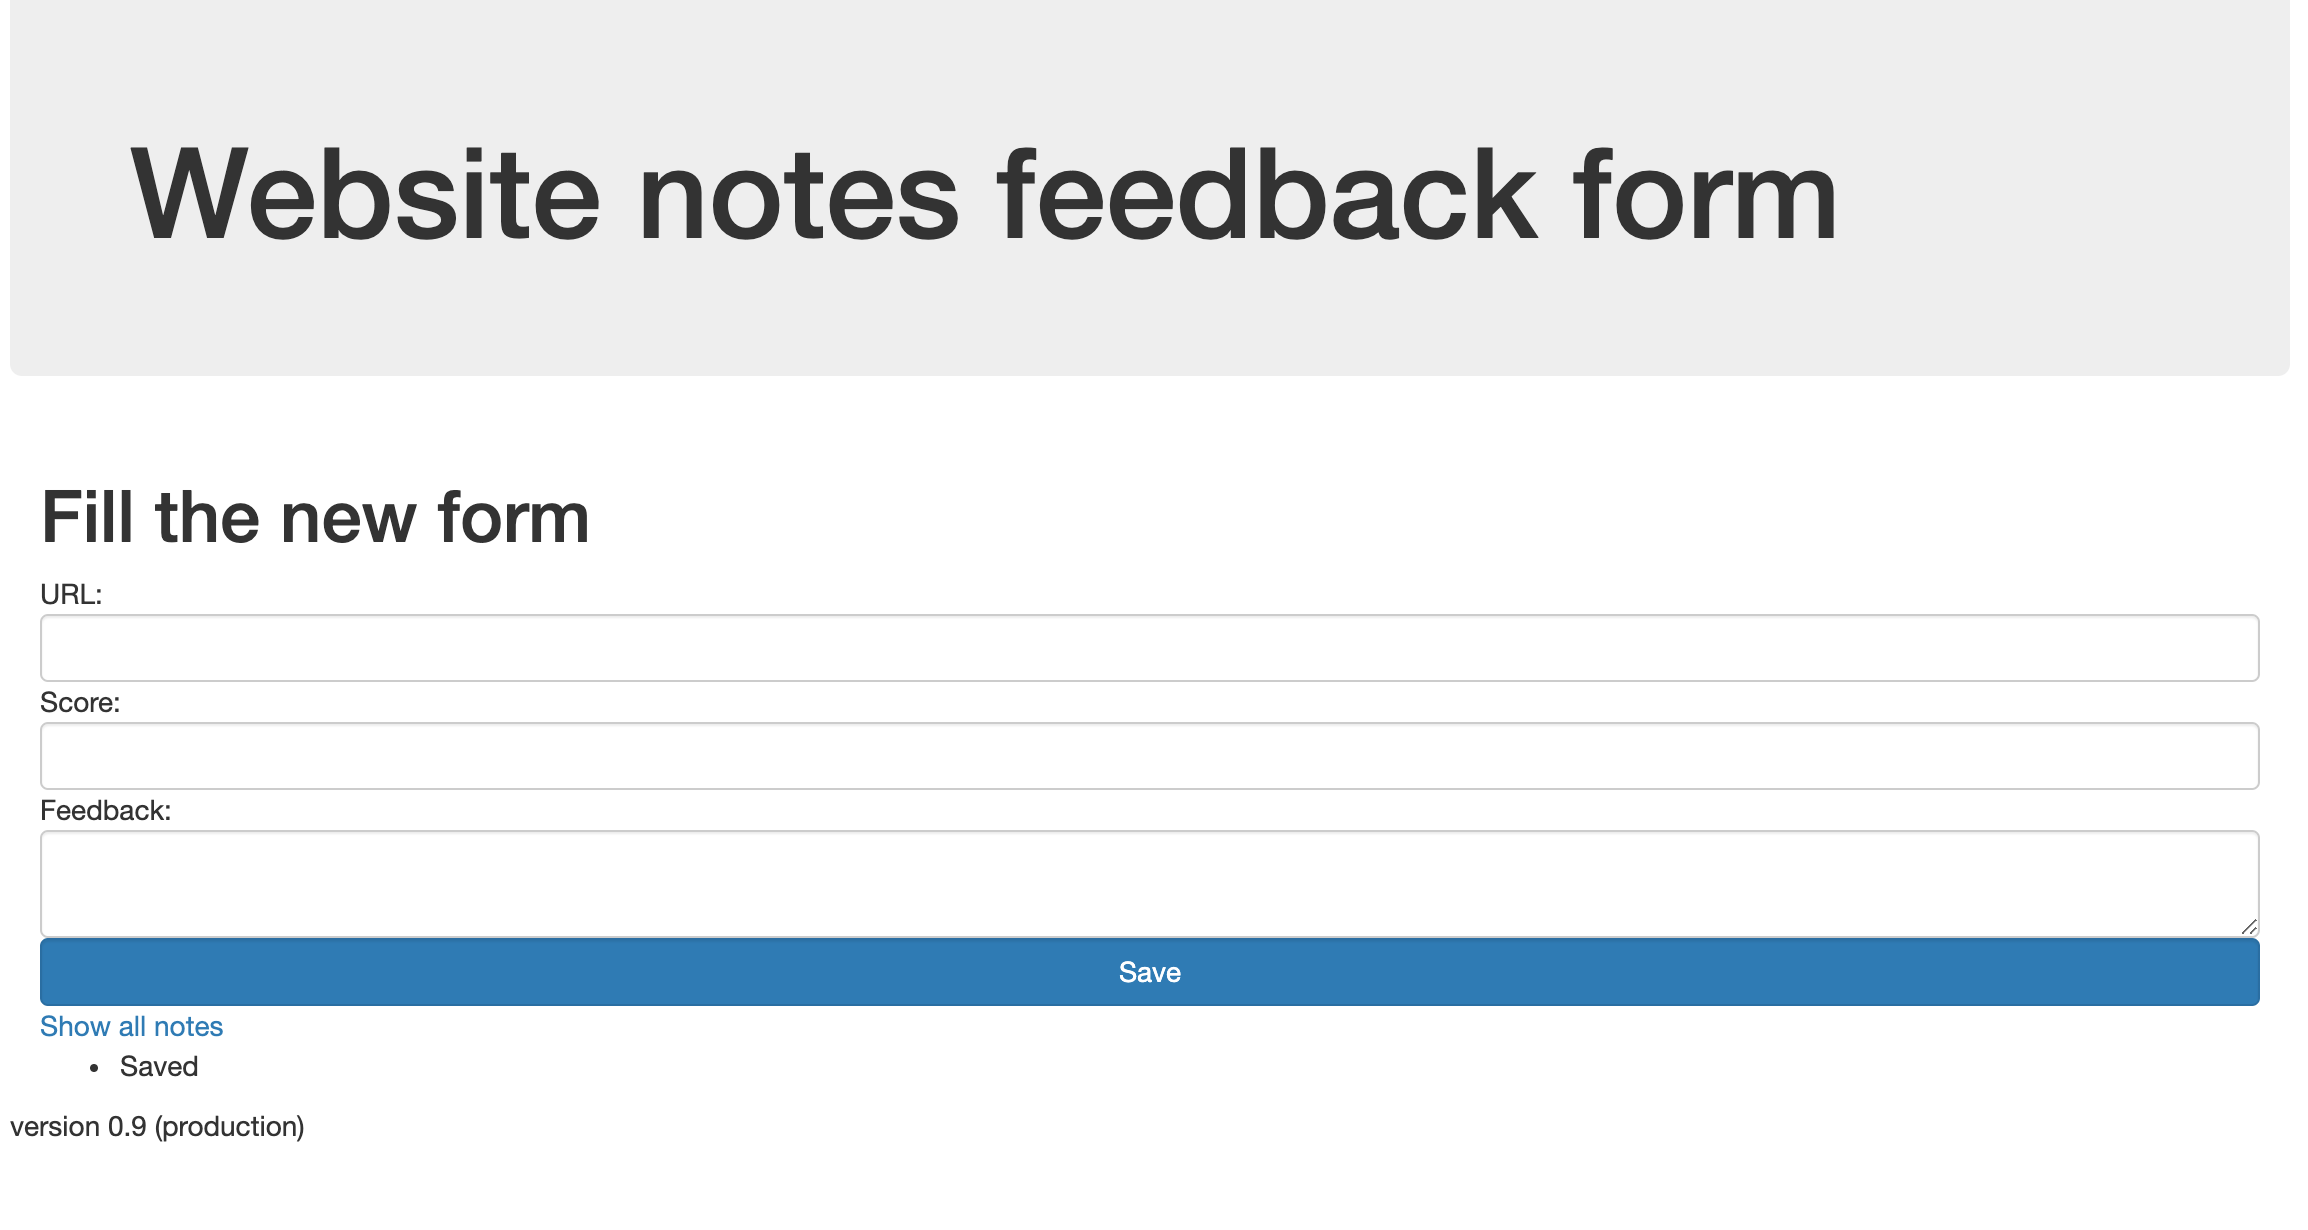 Website notes feedback form
Fill the new form
URL:
Score:
Feedback:
Save
Show all notes
Saved
version 0.9 (production)